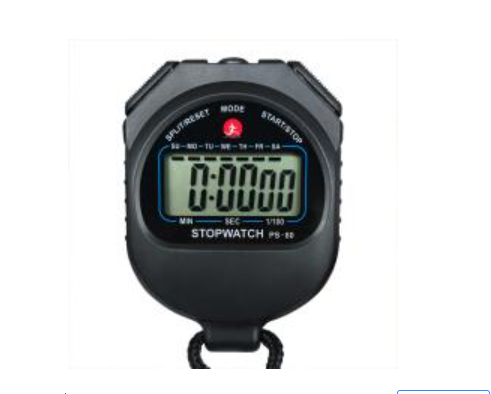 SPLIT/RESET MODE START/STOP
SU-MO-TU-WE-TH-FR-SA
0:0000
MIN SEC 1/100
STOPWATCH PS-80